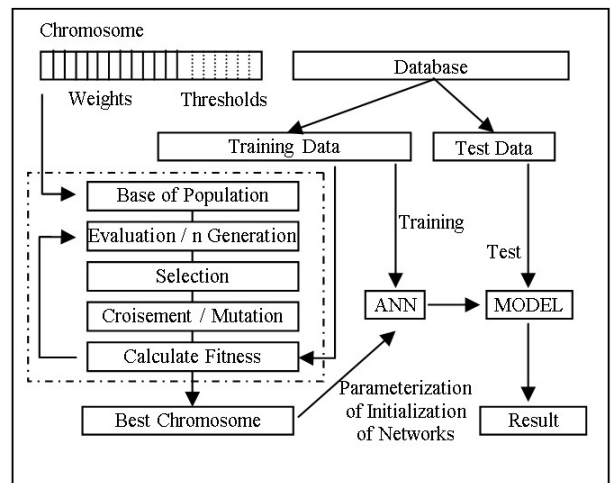 Chromosome
Weights Thresholds
Database
Training Data
Test Data
Base of Population
Evaluation / n Generation
Selection
Croisement / Mutation
Calculate Fitness
Best Chromosome
Training
Test
ANN
MODEL
Parameterization
of Initialization
of Networks
Result